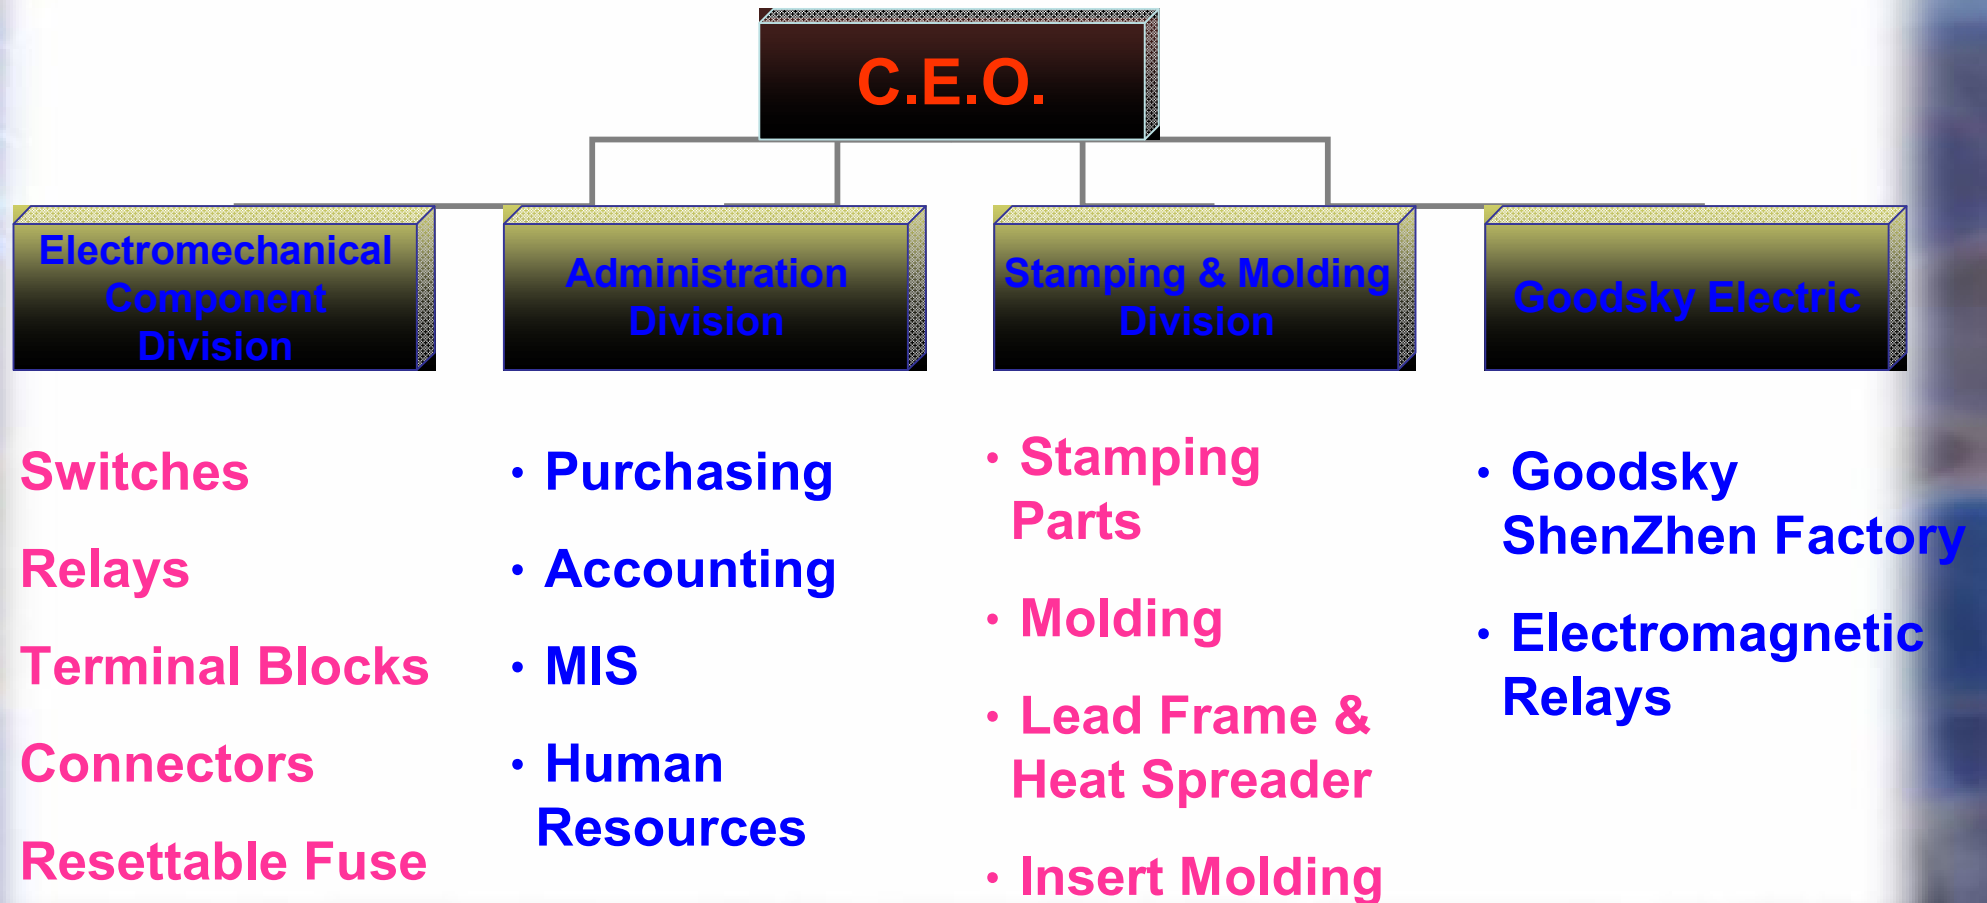 C.E.O.
Electromechanical
Component
Division
Administration
Division
Stamping & Molding
Division
Goodsky Electric
Switches
Relays
Terminal Blocks
Connectors
Resettable Fuse
・Purchasing
・Accounting
・MIS
・Human
Resources
・Stamping
Parts
・Molding
・Lead Frame &
Heat Spreader
・Insert Molding
・Goodsky
ShenZhen Factory
・Electromagnetic
Relays